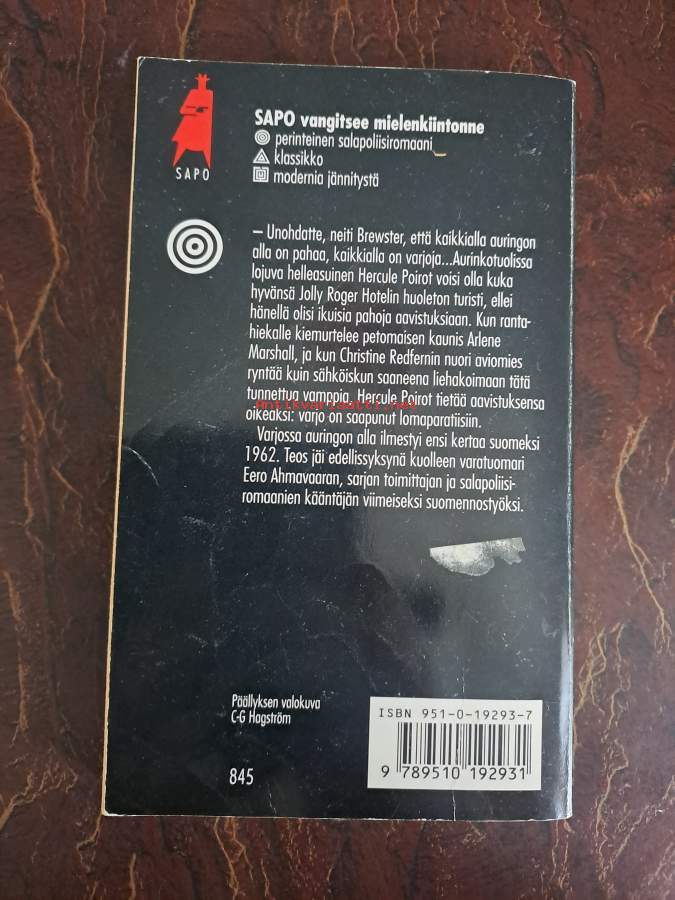 SAPO
SAPO vangitsee mielenkiintonne
perinteinen salapoliisiromaani
klassikko
modernia jännitystä
– Unohdatte, neiti Brewster, että kaikkialla auringon
alla on pahaa, kaikkialla on varjoja...Aurinkotuolissa
lojuva helleasuinen Hercule Poirot voisi olla kuka
hyvänsä Jolly Roger Hotelin huoleton turisti, ellei
hänellä olisi ikuisia pahoja aavistuksiaan. Kun ranta-
hiekalle kiemurtelee petomaisen kaunis Arlene
Marshall, ja kun Christine Redfernin nuori aviomies
ryntää kuin sähköiskun saaneena liehakoimaan tätä
tunnettua vamppia, Hercule Poirot tietää aavistuksensa
Antikvariaatti.net
oikeaksi: varjo on saapunut lomaparatiisiin.
Varjossa auringon alla ilmestyi ensi kertaa suomeksi
1962. Teos jäi edellissyksynä kuolleen varatuomari
Eero Ahmavaaran, sarjan toimittajan ja salapoliisi-
romaanien kääntäjän viimeiseksi suomennostyöksi.
Päällyksen valokuva
C-G Hagström
845
ISBN 951-0-19293-7
9 789510 192931